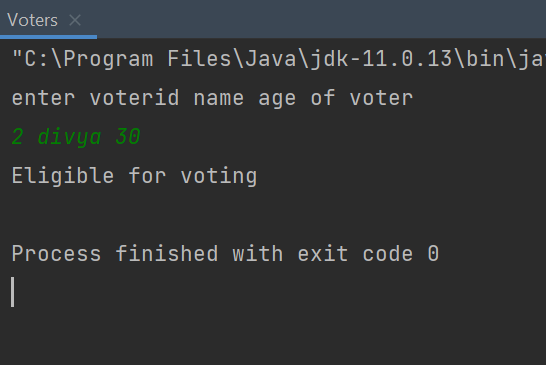 Voters
"C:\Program Files\Java\jdk-11.0.13\bin\ja
enter voterid name age of voter
2 divya 30
Eligible for voting
Process finished with exit code 0